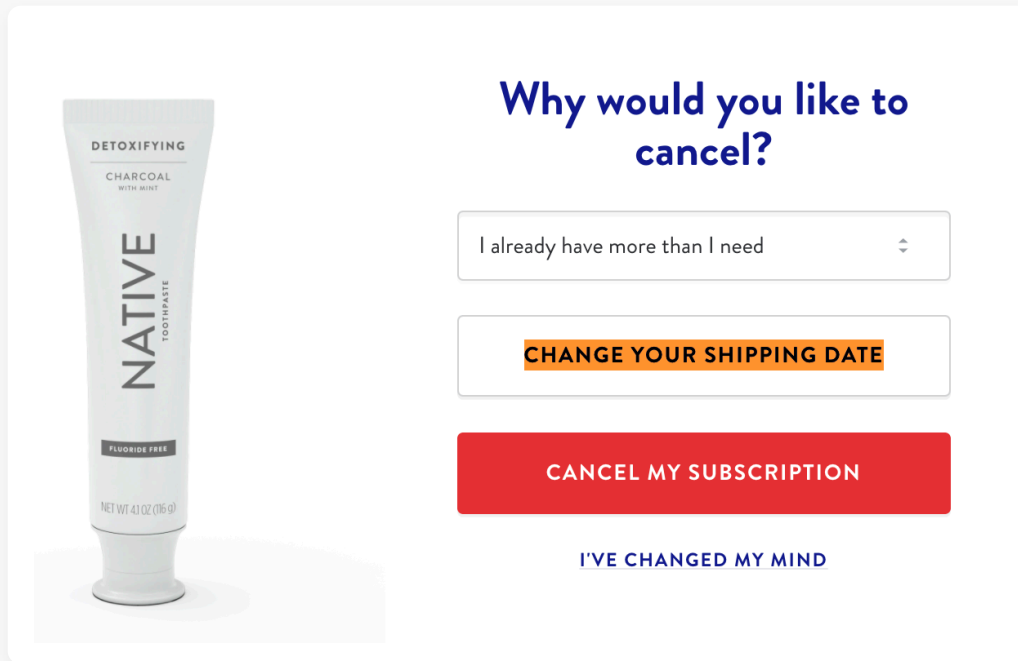 DETOXIFYING
CHARCOAL
WITH MINT
NATIVE
TOOTHPASTE
FLUORIDE FREE
NET WT 4.1 OZ (116 g)
Why would you like to
cancel?
I already have more than I need
CHANGE YOUR SHIPPING DATE
CANCEL MY SUBSCRIPTION
I'VE CHANGED MY MIND